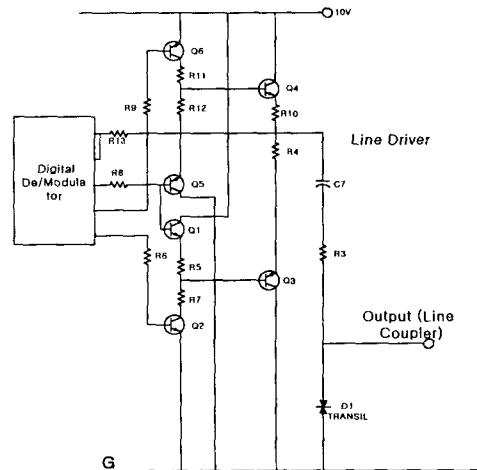 10V
Q6
R11
Q4
R9
R12
R10
R13
Line Driver
R4
Digital
De/Modula
tor
R8
Q5
C7
Q1
R6
R5
R3
Q3
R7
Output (Line
Coupler)
Q2
D1
TRANSIL
G